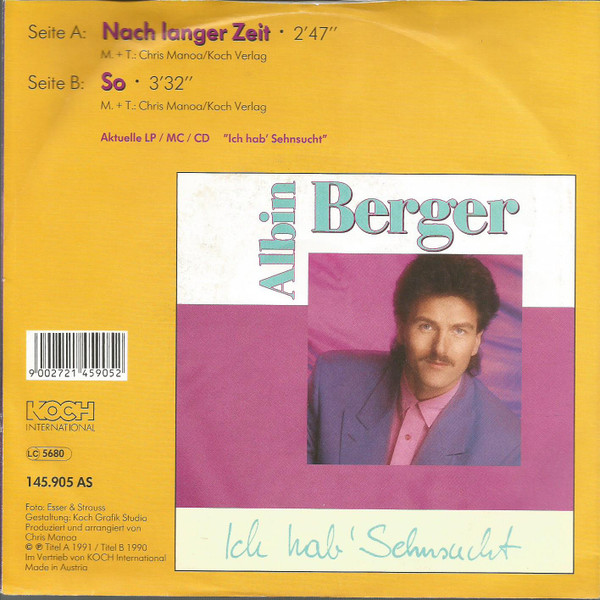 Seite A: Nach langer Zeit · 2'47''
M. + T.: Chris Manoa/Koch Verlag
Seite B: So · 3'32''
M. + T.: Chris Manoa/Koch Verlag
Aktuelle LP / MC / CD "Ich hab' Sehnsucht"
Albin
Berger
9 002721 459052
KOCH
INTERNATIONAL
LC 5680
145.905 AS
Foto: Esser & Strauss
Gestaltung: Koch Grafik Studio
Produziert und arrangiert von
Chris Manoa
© ℗ Titel A 1991 / Titel B 1990
Im Vertrieb von KOCH International
Made in Austria
Ich hab' Sehnsucht